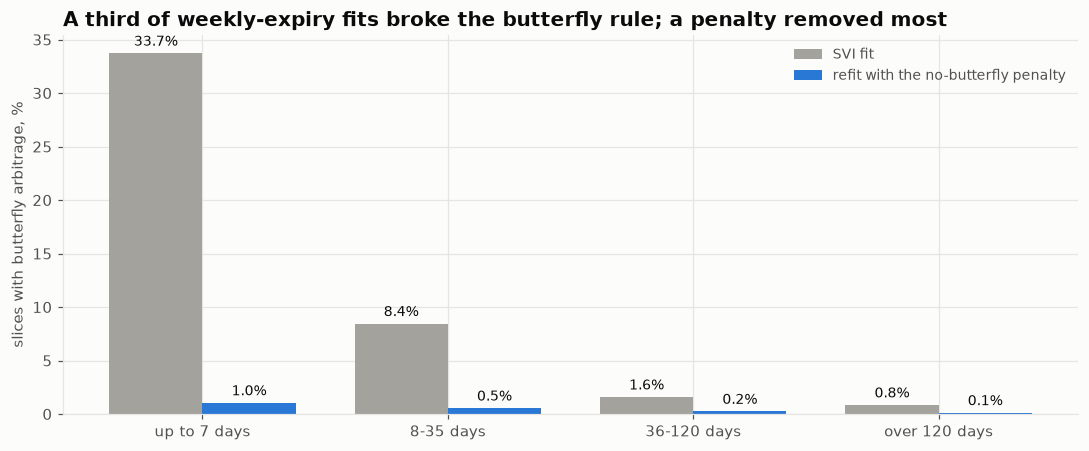 A third of weekly-expiry fits broke the butterfly rule; a penalty removed most
slices with butterfly arbitrage, %
35
30
25
20
15
10
5
0
33.7%
1.0%
8.4%
0.5%
1.6%
0.2%
0.8%
0.1%
SVI fit
refit with the no-butterfly penalty
up to 7 days
8-35 days
36-120 days
over 120 days